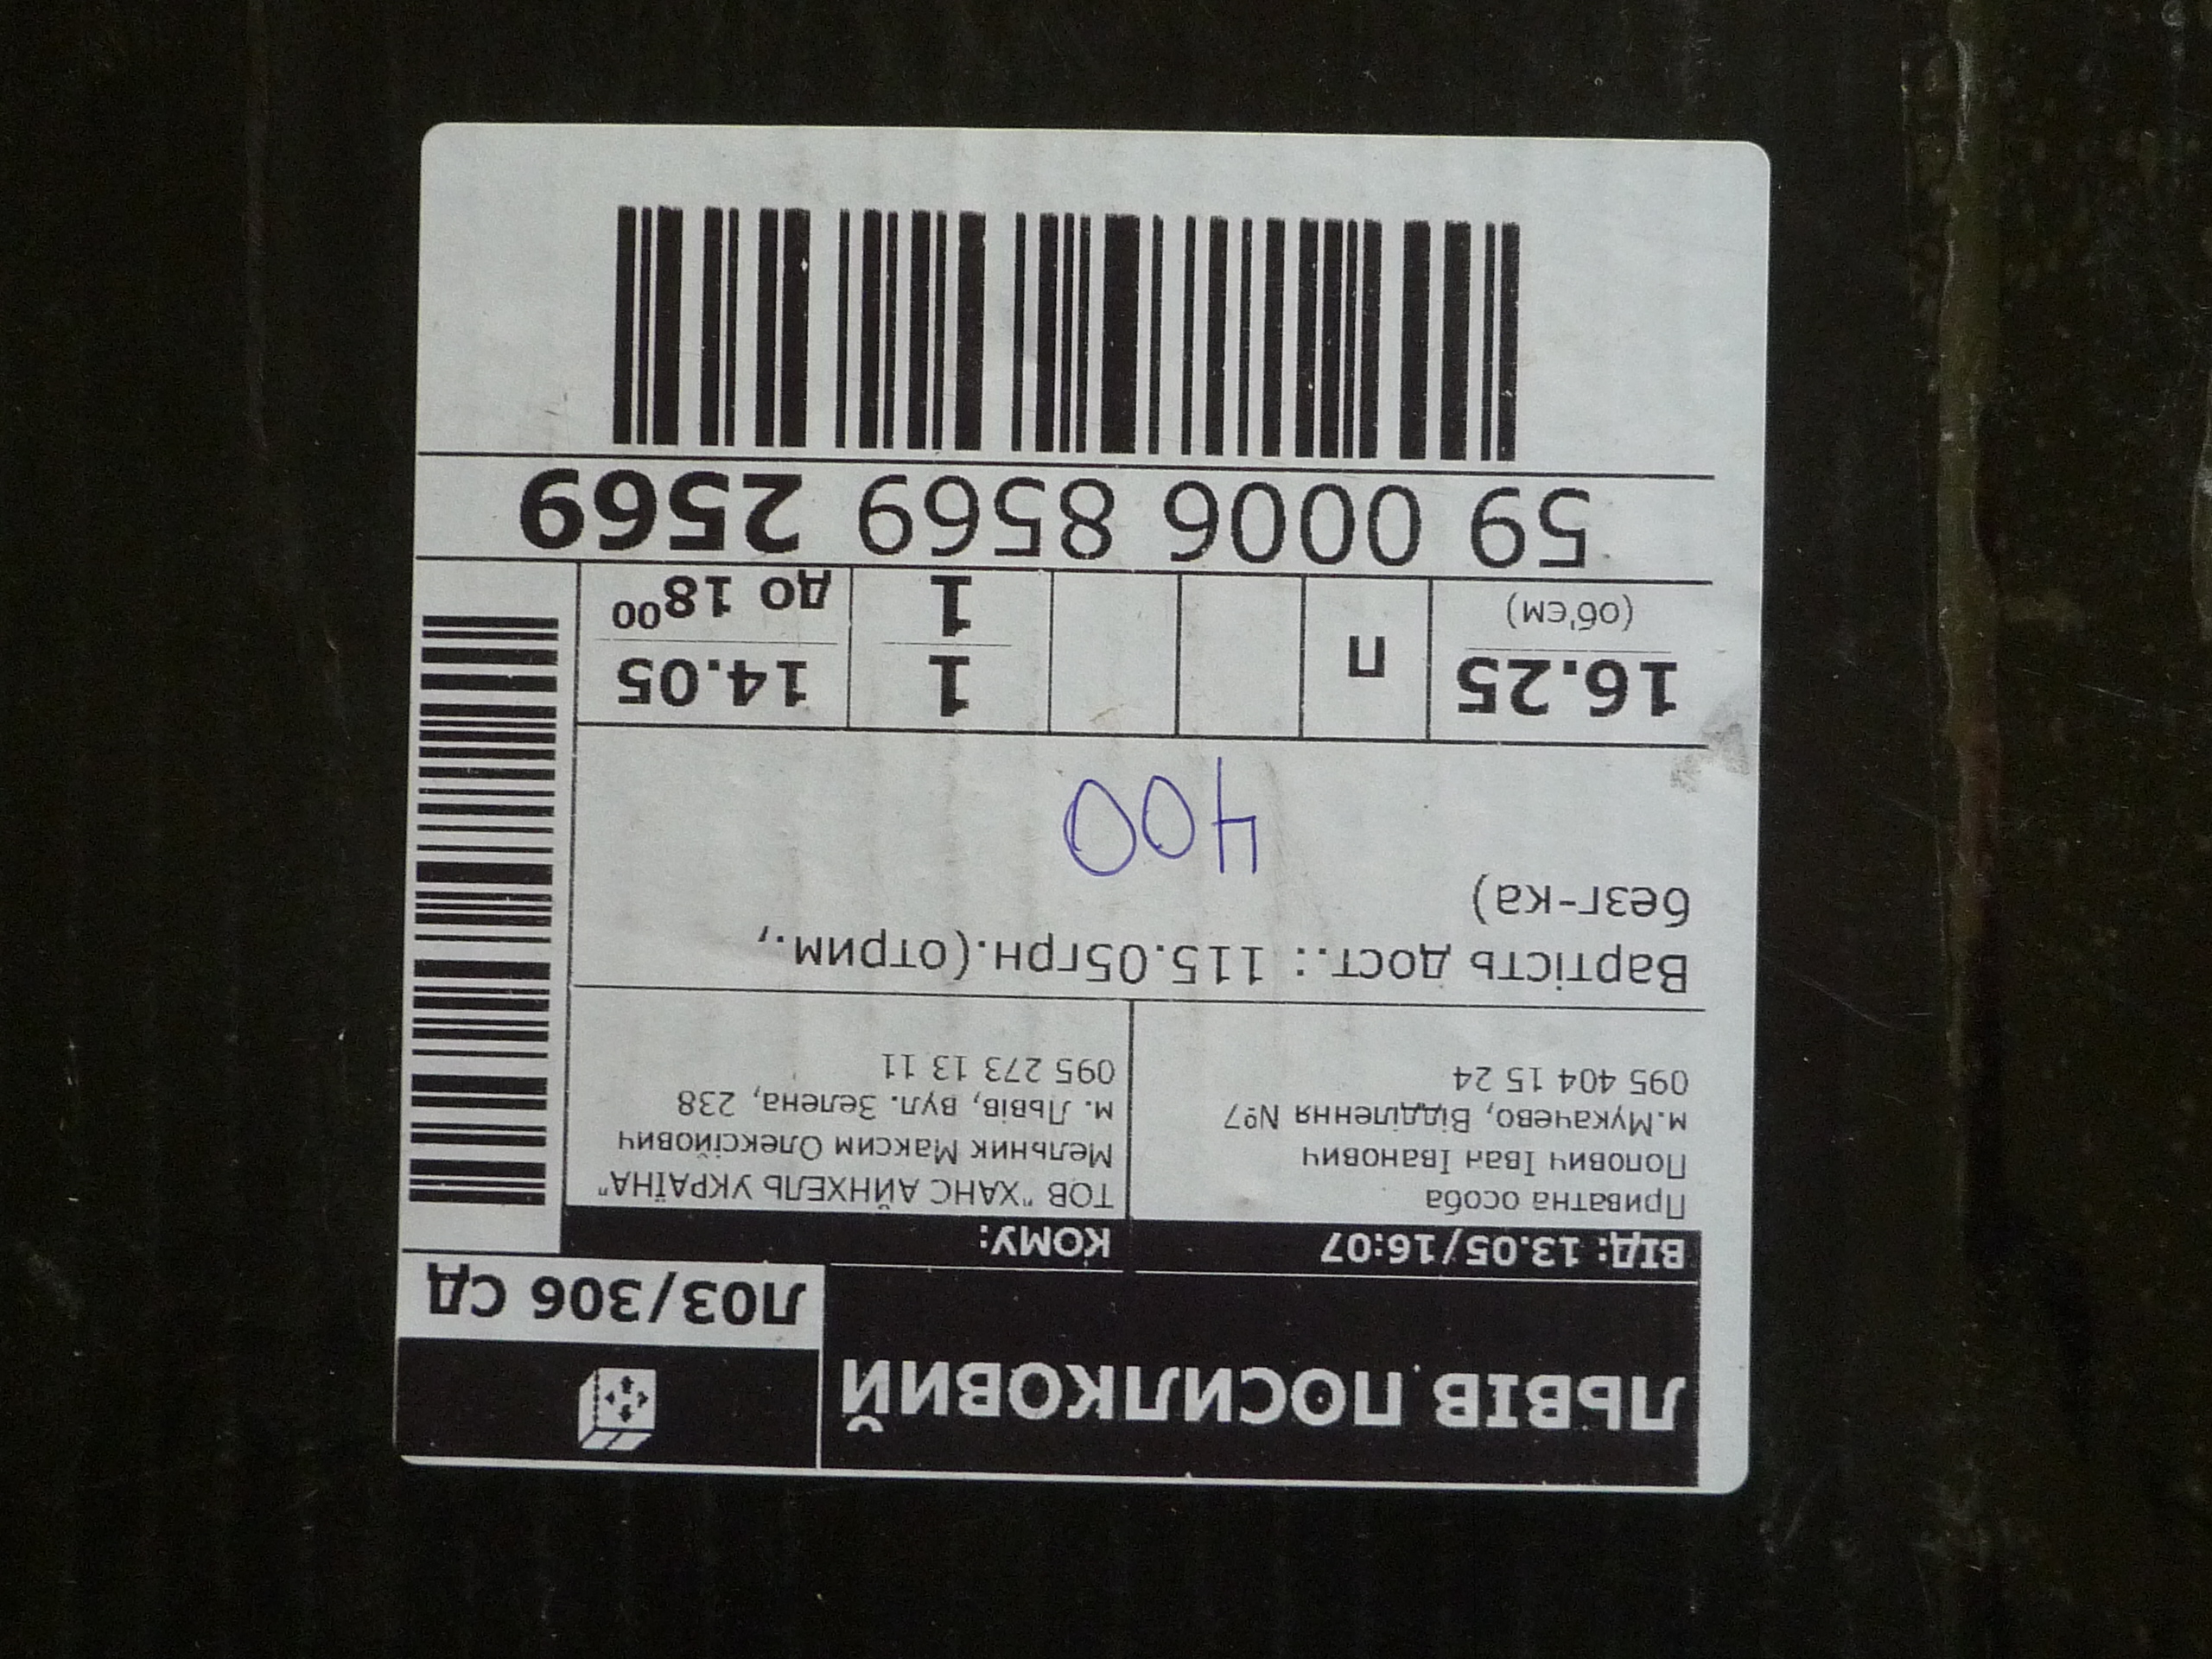 ЛЬВІВ ПОСИЛКОВИЙ
Л03/306 СД
ВІД: 13.05/16:07
Приватна особа
Попович Іван Іванович
м.Мукачево, Відділення №7
095 404 15 24
КОМУ:
ТОВ "ХАНС АЙНХЕЛЬ УКРАЇНА"
Мельник Максим Олексійович
м. Львів, вул. Зелена, 238
095 273 13 11
Вартість дост.: 115.05грн.(отрим.,
безг-ка)
400
16.25
(об'єм)
П
1
1
14.05
до 18⁰⁰
59 0006 8569 2569